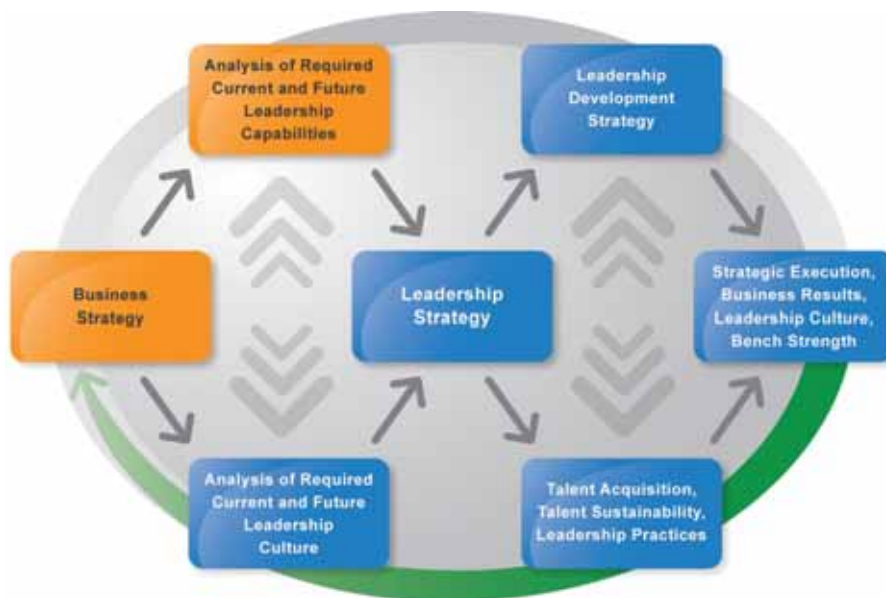 Analysis of Required
Current and Future
Leadership
Capabilities
Leadership
Development
Strategy
Business
Strategy
Leadership
Strategy
Strategic Execution,
Business Results,
Leadership Culture,
Bench Strength
Analysis of Required
Current and Future
Leadership
Culture
Talent Acquisition,
Talent Sustainability,
Leadership Practices